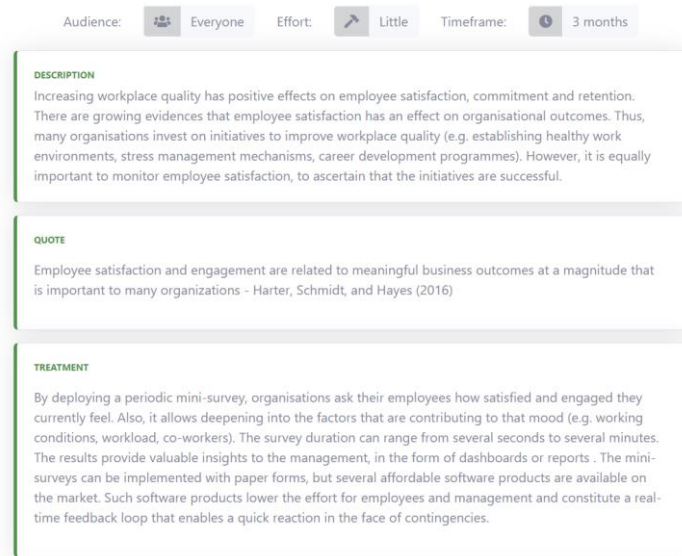 Audience: Everyone Effort: Little Timeframe: 3 months
DESCRIPTION
Increasing workplace quality has positive effects on employee satisfaction, commitment and retention.
There are growing evidences that employee satisfaction has an effect on organisational outcomes. Thus,
many organisations invest on initiatives to improve workplace quality (e.g. establishing healthy work
environments, stress management mechanisms, career development programmes). However, it is equally
important to monitor employee satisfaction, to ascertain that the initiatives are successful.
QUOTE
Employee satisfaction and engagement are related to meaningful business outcomes at a magnitude that
is important to many organizations - Harter, Schmidt, and Hayes (2016)
TREATMENT
By deploying a periodic mini-survey, organisations ask their employees how satisfied and engaged they
currently feel. Also, it allows deepening into the factors that are contributing to that mood (e.g. working
conditions, workload, co-workers). The survey duration can range from several seconds to several minutes.
The results provide valuable insights to the management, in the form of dashboards or reports . The mini-
surveys can be implemented with paper forms, but several affordable software products are available on
the market. Such software products lower the effort for employees and management and constitute a real-
time feedback loop that enables a quick reaction in the face of contingencies.